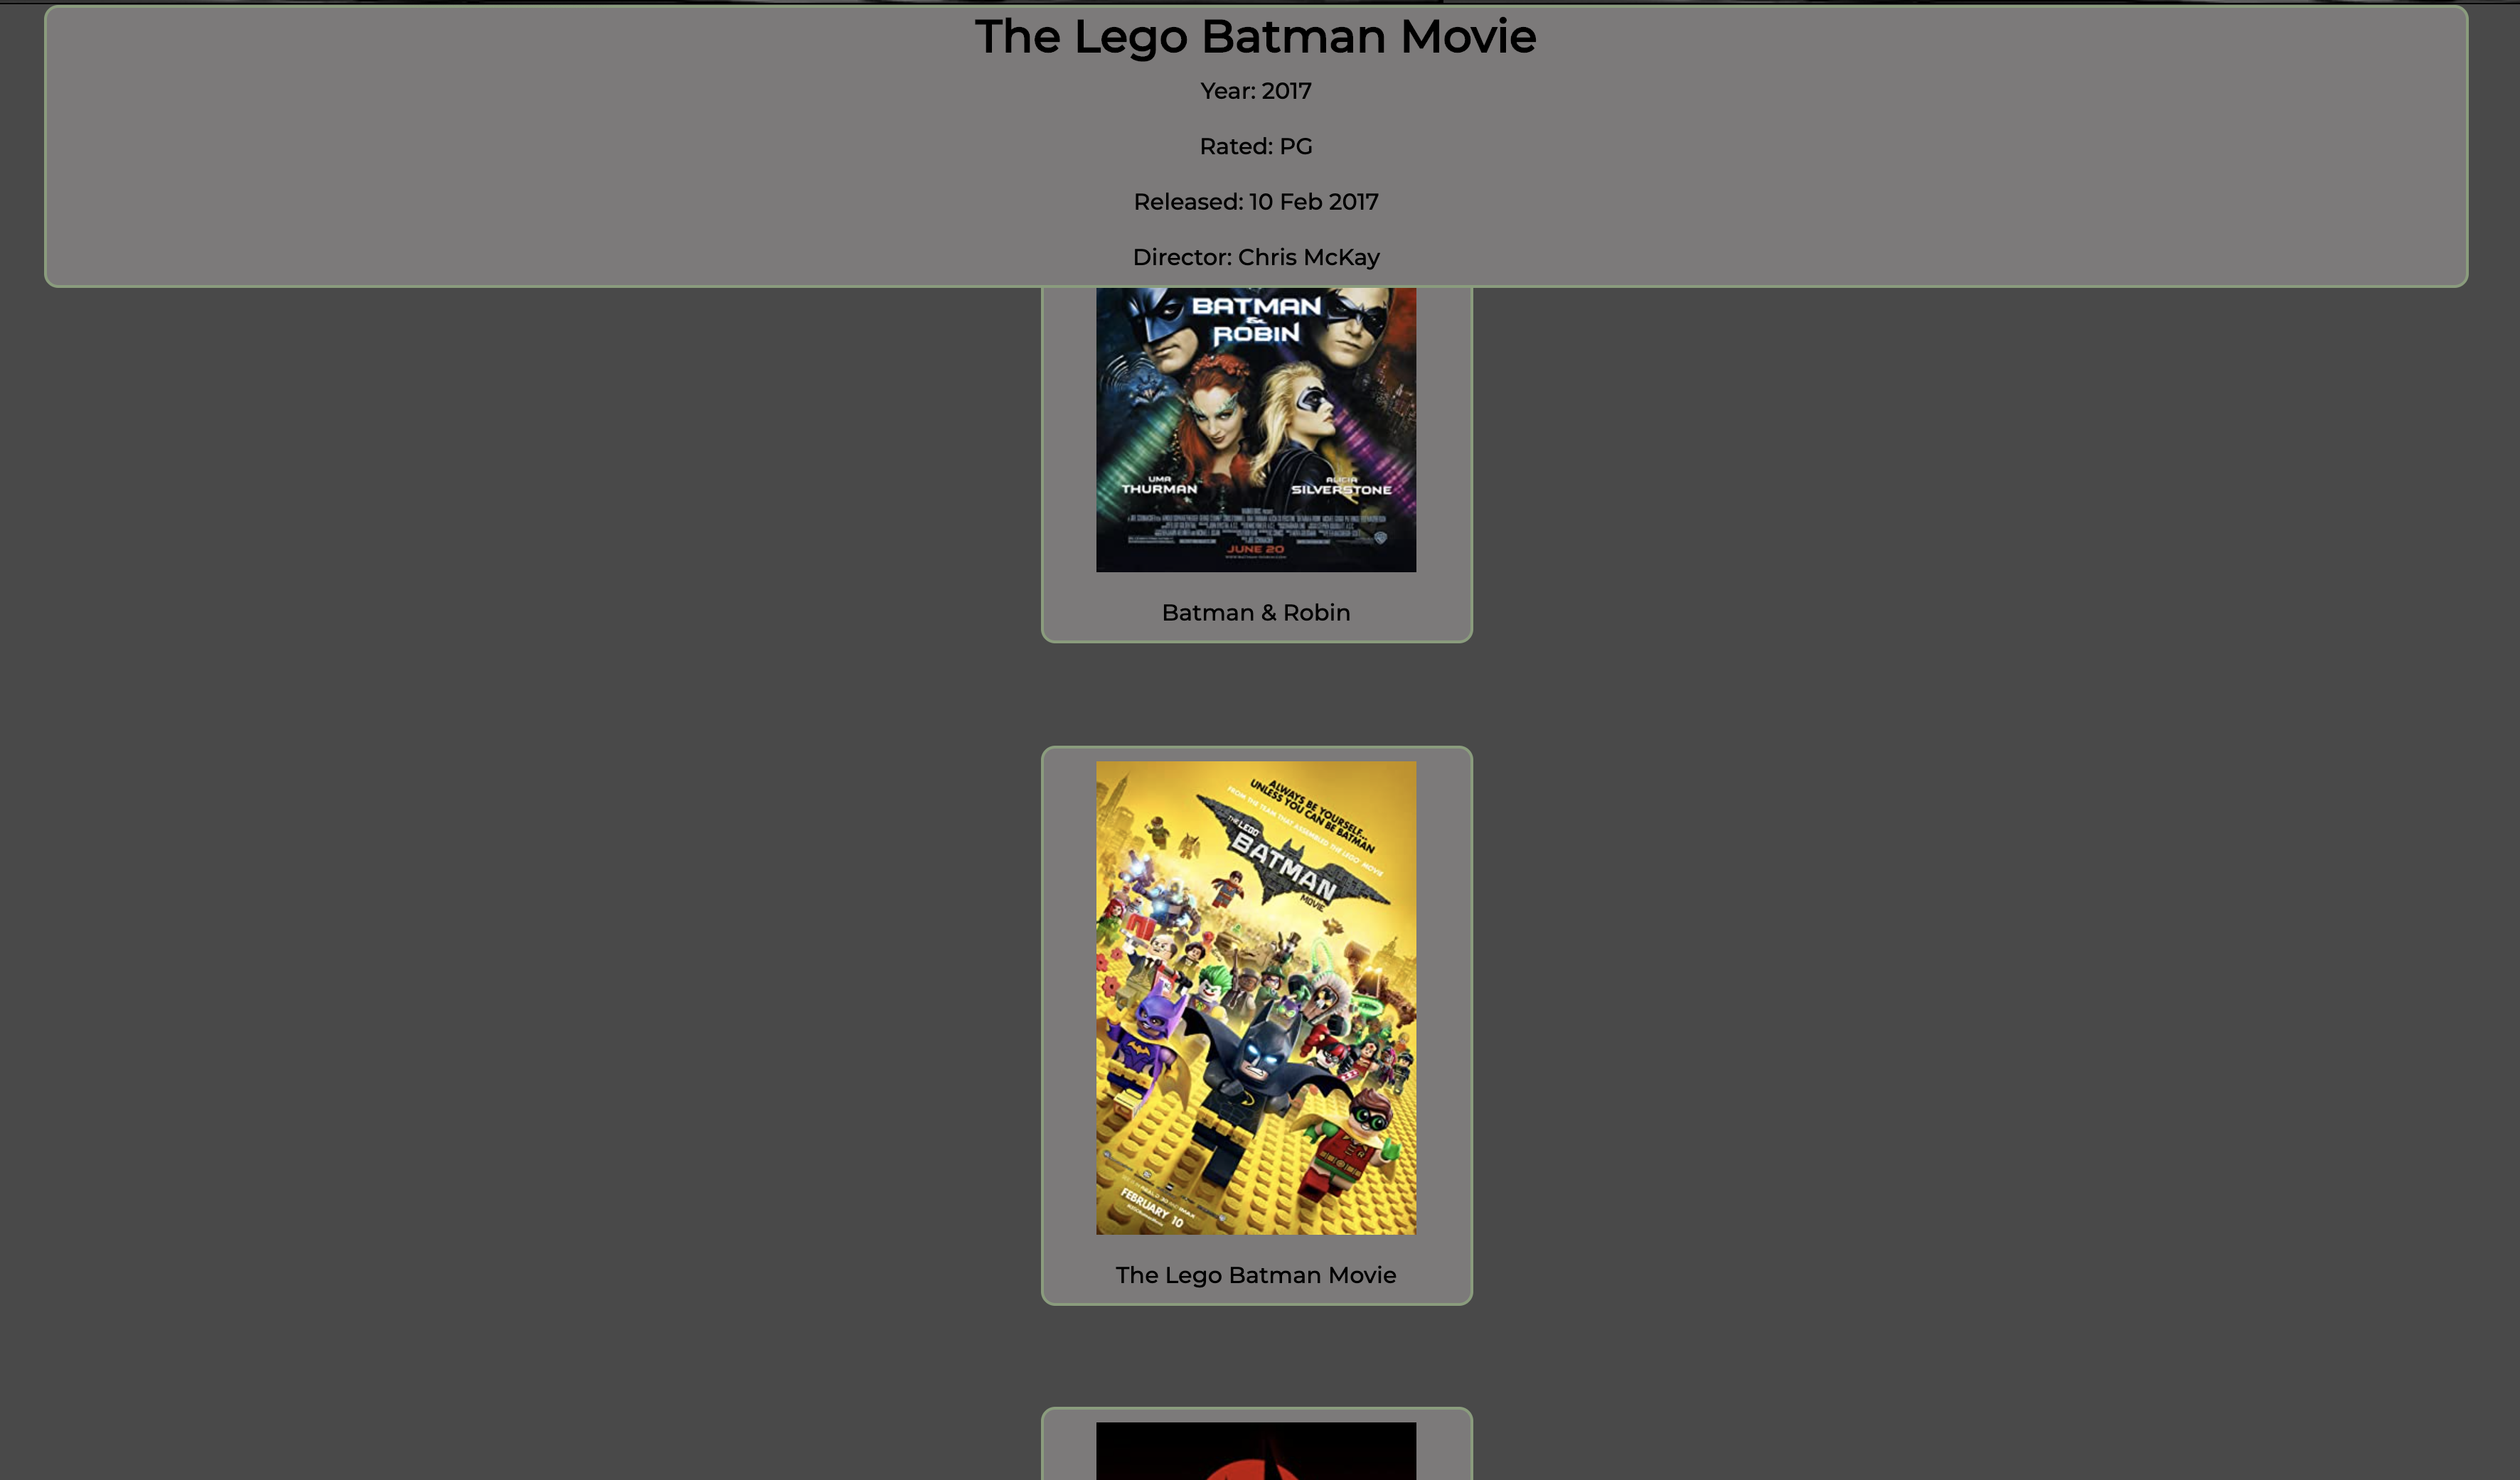 The Lego Batman Movie
Year: 2017
Rated: PG
Released: 10 Feb 2017
Director: Chris McKay
BATMAN
&
ROBIN
UMA
THURMAN
ALICIA
SILVERSTONE
JUNE 20
Batman & Robin
ALWAYS BE YOURSELF...
UNLESS YOU CAN BE BATMAN
FROM THE TEAM THAT ASSEMBLED THE LEGO MOVIE
THE LEGO
BATMAN
MOVIE
FEBRUARY 10
The Lego Batman Movie